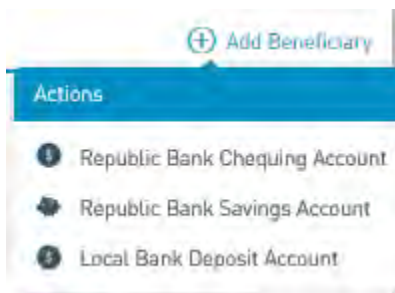 Add Beneficiary
Actions
Republic Bank Chequing Account
Republic Bank Savings Account
Local Bank Deposit Account